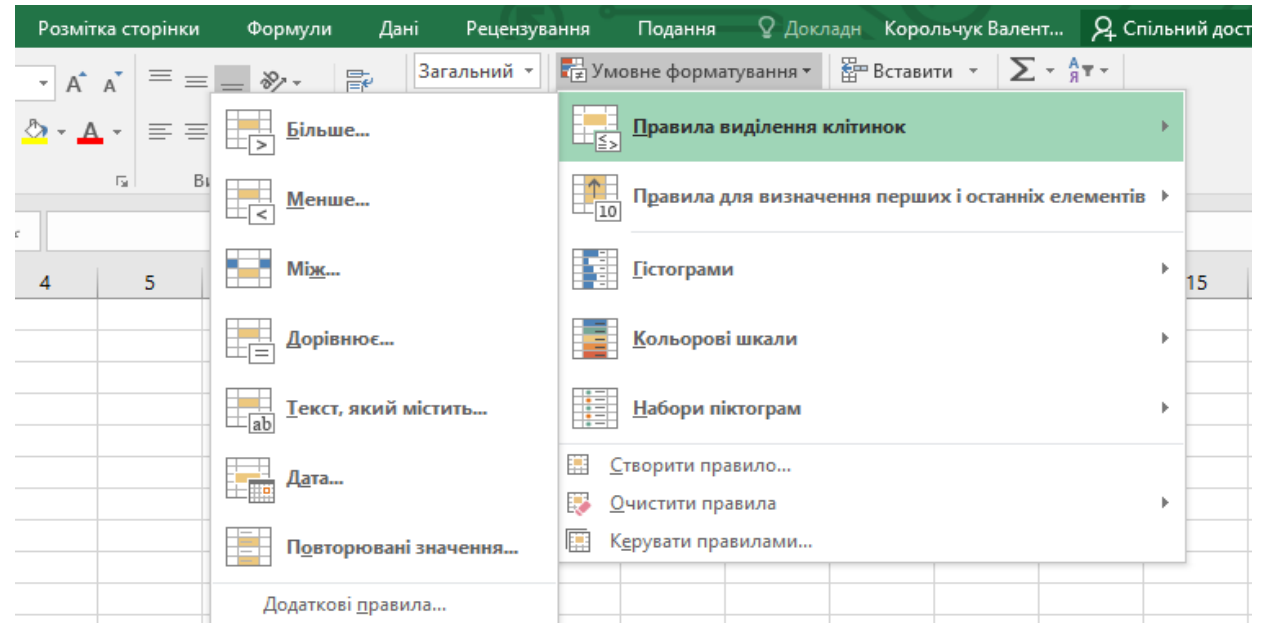 Розмітка сторінки Формули Дані Рецензування Подання Докладн Корольчук Валент... Спільний дост
Загальний Умовне форматування Вставити
Більше...
Менше...
Між...
Дорівнює...
Текст, який містить...
Дата...
Повторювані значення...
Додаткові правила...
Правила виділення клітинок
Правила для визначення перших і останніх елементів
10
Гістограми
Кольорові шкали
Набори піктограм
Створити правило...
Очистити правила
Керувати правилами...
4 5 15